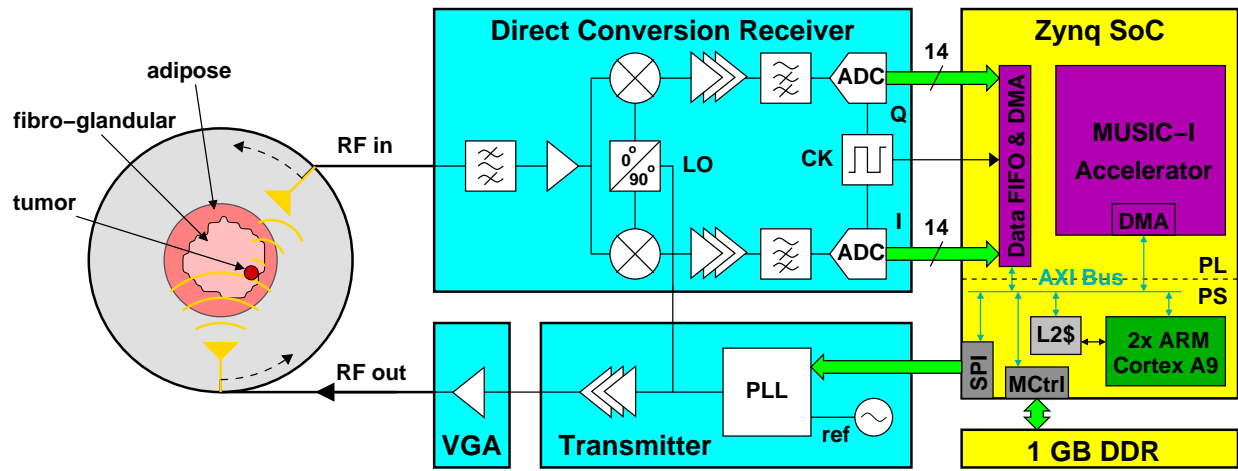 Direct Conversion Receiver
Zynq SoC
adipose
fibro−glandular
tumor
RF in
RF out
0°
90°
LO
ADC
Q
CK
I
ADC
14
14
Data FIFO & DMA
MUSIC−I
Accelerator
DMA
AXI Bus
PL
PS
L2$
2x ARM
Cortex A9
SPI
MCtrl
VGA
Transmitter
PLL
ref
1 GB DDR